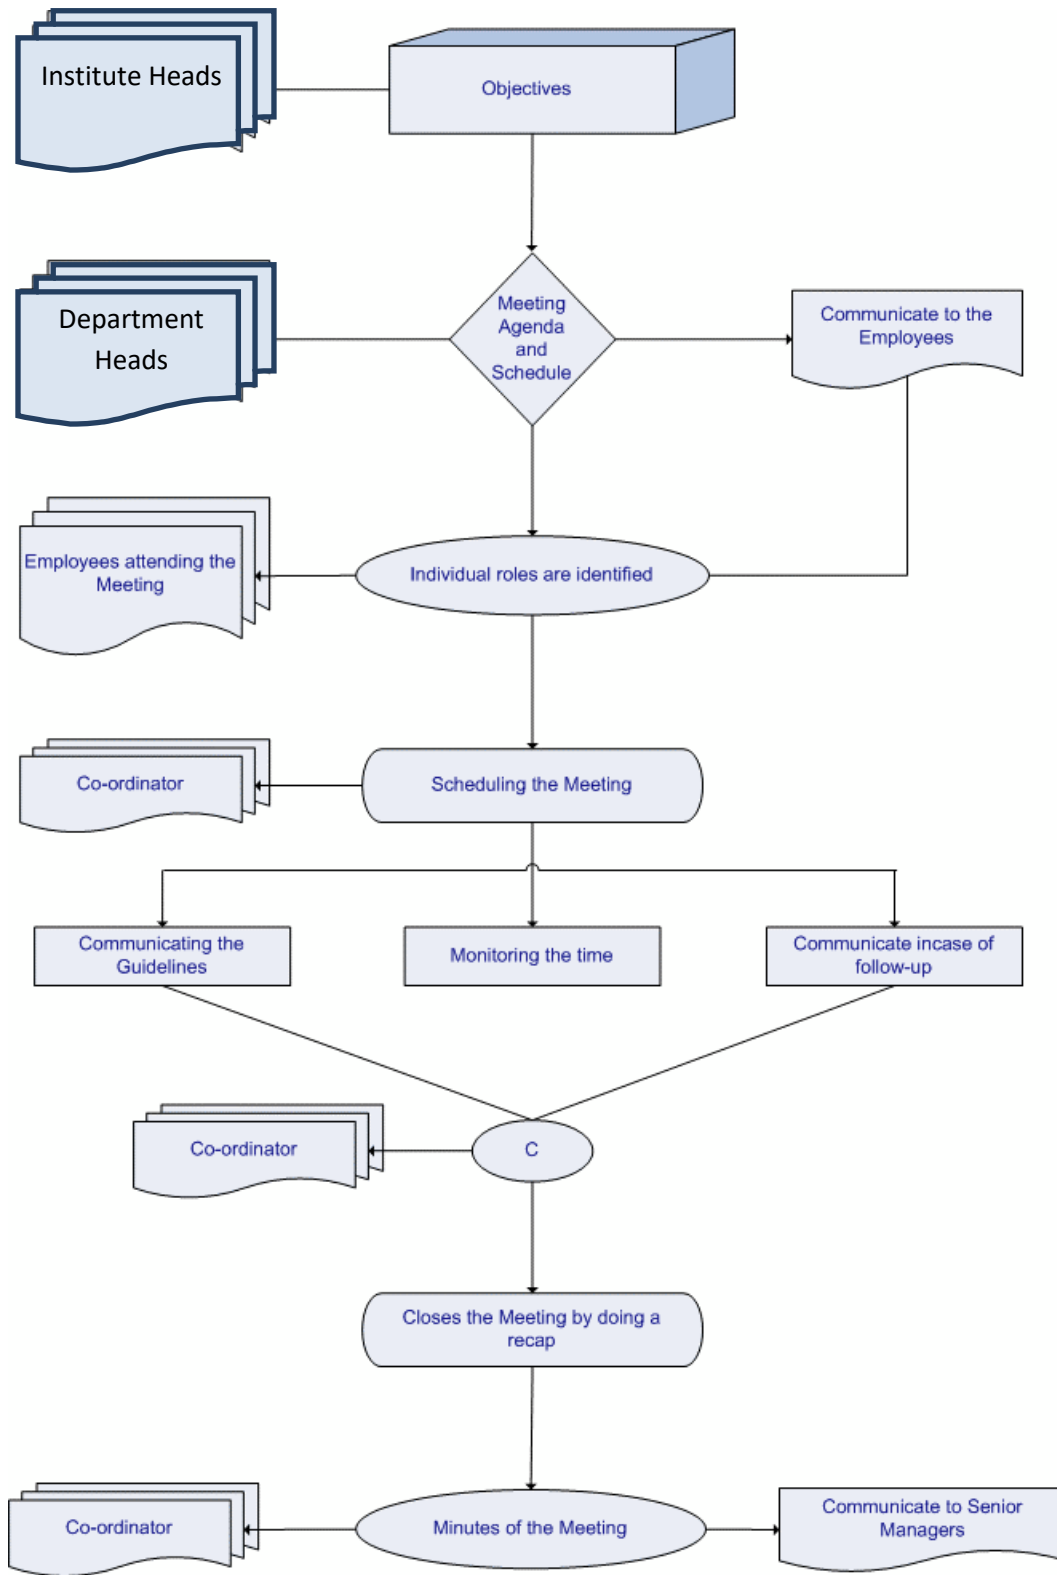 Institute Heads
Objectives
Department
Heads
Meeting
Agenda
and
Schedule
Communicate to the
Employees
Employees attending the
Meeting
Individual roles are identified
Co-ordinator
Scheduling the Meeting
Communicating the
Guidelines
Monitoring the time
Communicate incase of
follow-up
Co-ordinator
C
Closes the Meeting by doing a
recap
Co-ordinator
Minutes of the Meeting
Communicate to Senior
Managers